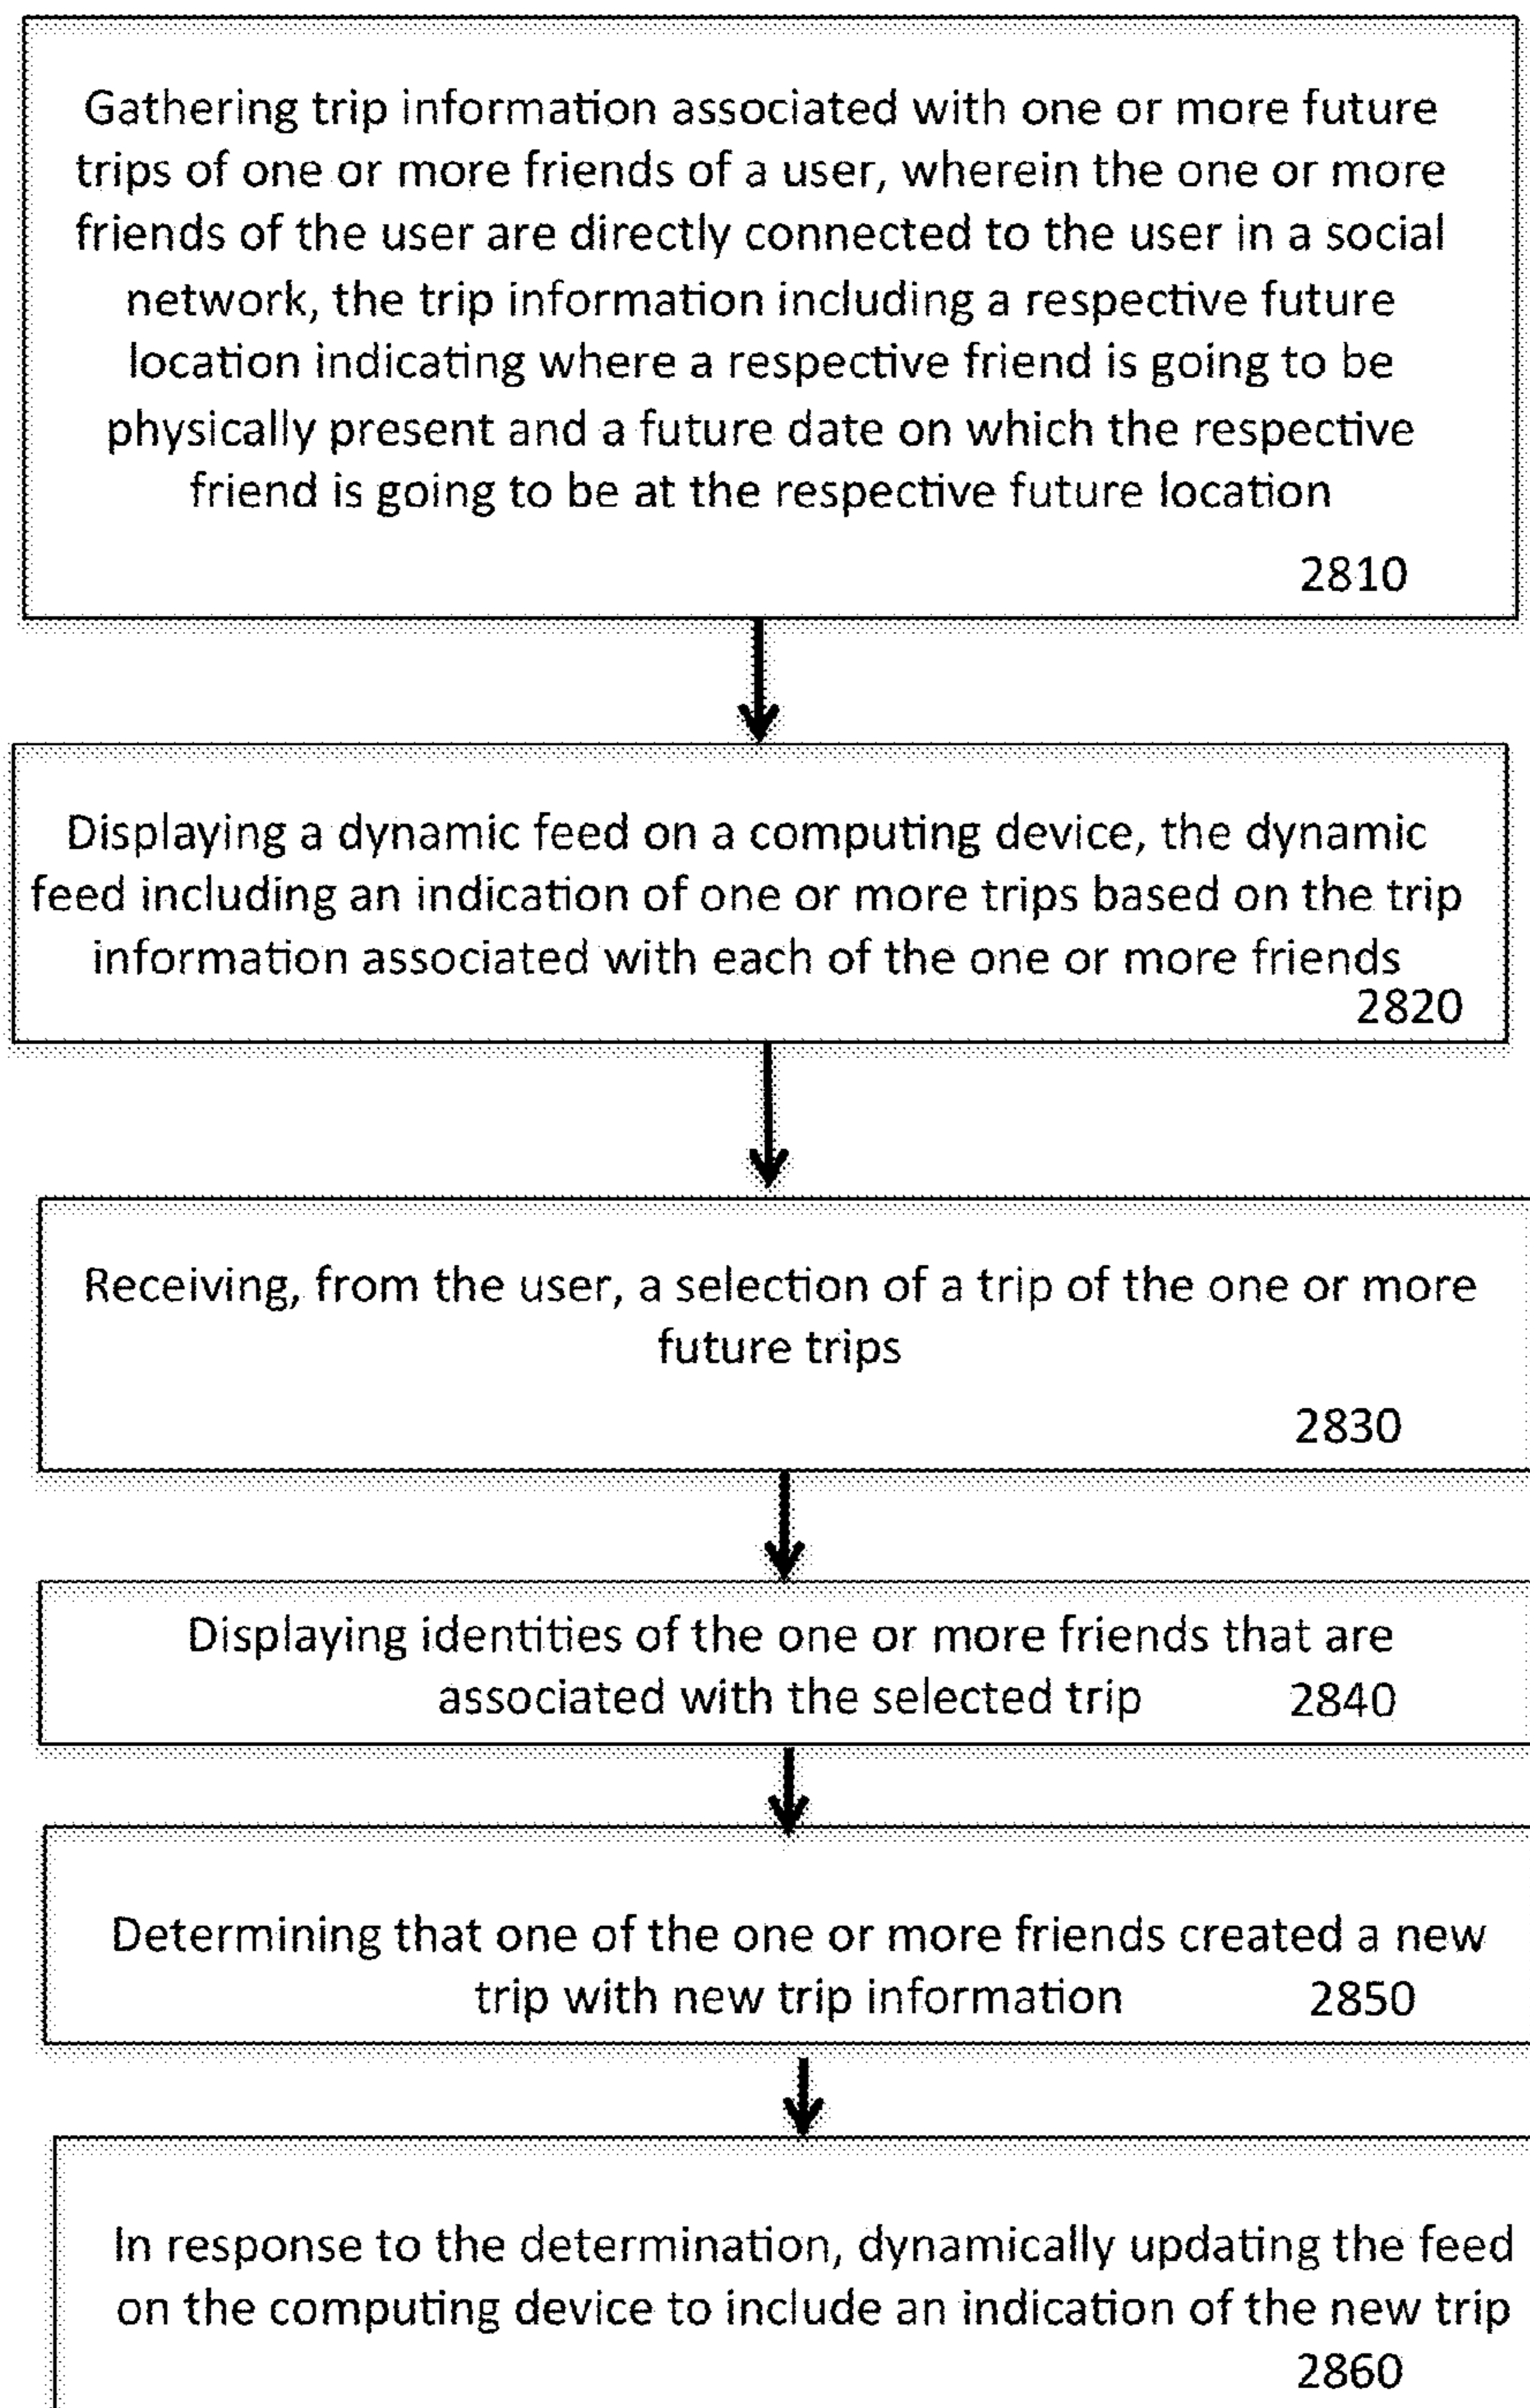 Gathering trip information associated with one or more future
trips of one or more friends of a user, wherein the one or more
friends of the user are directly connected to the user in a social
network, the trip information including a respective future
location indicating where a respective friend is going to be
physically present and a future date on which the respective
friend is going to be at the respective future location
2810
Displaying a dynamic feed on a computing device, the dynamic
feed including an indication of one or more trips based on the trip
information associated with each of the one or more friends
2820
Receiving, from the user, a selection of a trip of the one or more
future trips
2830
Displaying identities of the one or more friends that are
associated with the selected trip 2840
Determining that one of the one or more friends created a new
trip with new trip information 2850
In response to the determination, dynamically updating the feed
on the computing device to include an indication of the new trip
2860